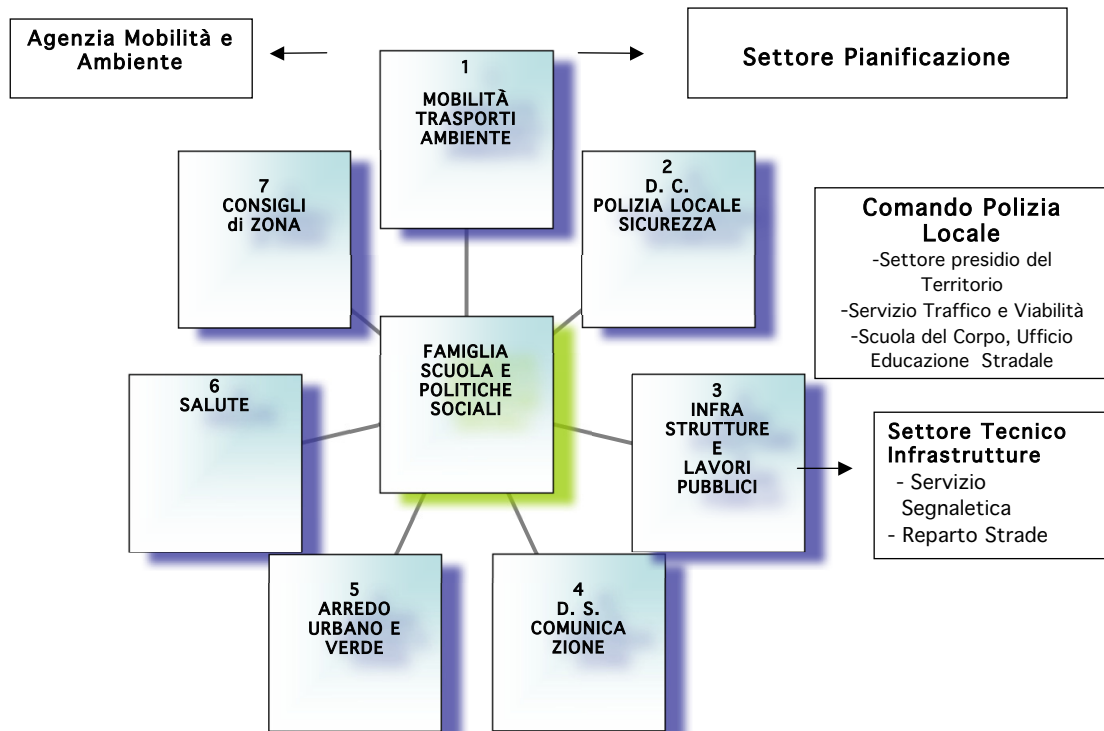 Agenzia Mobilità e
Ambiente
Settore Pianificazione
1
MOBILITÀ
TRASPORTI
AMBIENTE
2
D. C.
POLIZIA LOCALE
SICUREZZA
7
CONSIGLI
di ZONA
Comando Polizia
Locale
-Settore presidio del
Territorio
-Servizio Traffico e Viabilità
-Scuola del Corpo, Ufficio
Educazione Stradale
FAMIGLIA
SCUOLA E
POLITICHE
SOCIALI
6
SALUTE
3
INFRA
STRUTTURE
E
LAVORI
PUBBLICI
Settore Tecnico
Infrastrutture
- Servizio
Segnaletica
- Reparto Strade
5
ARREDO
URBANO E
VERDE
4
D. S.
COMUNICA
ZIONE